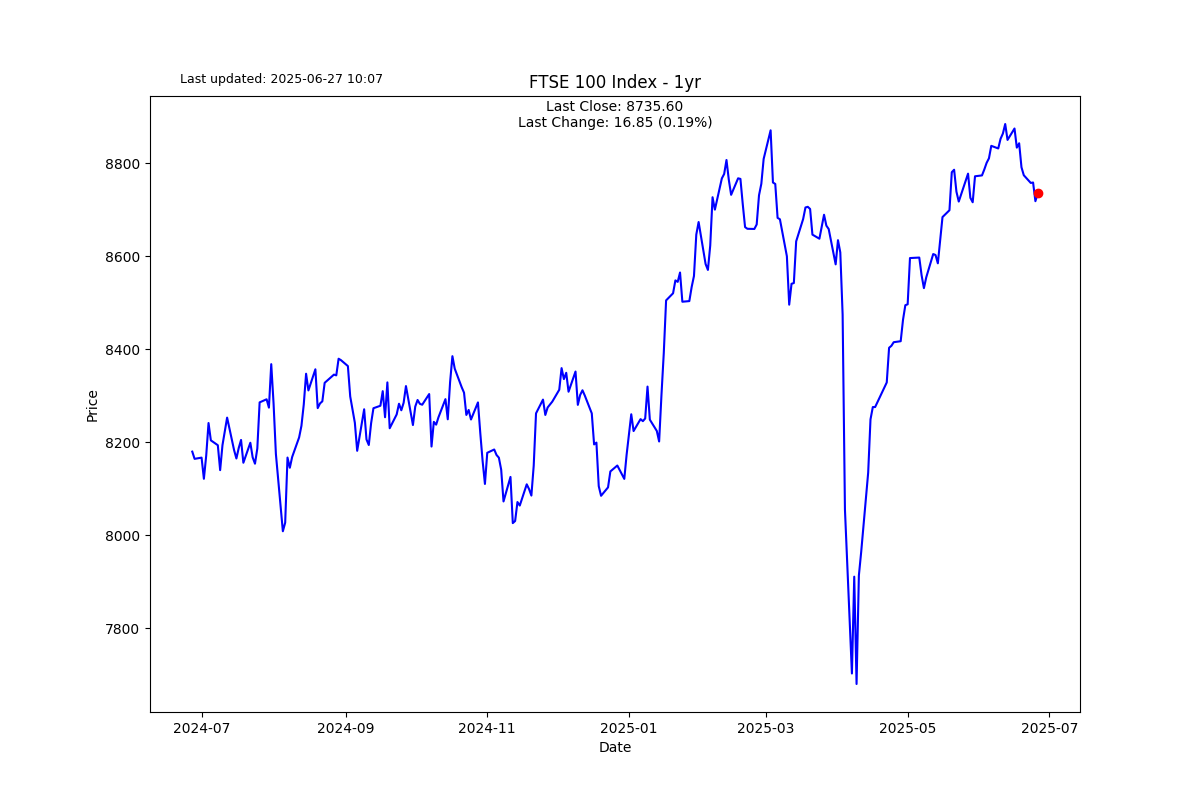 Last updated: 2025-06-27 10:07
FTSE 100 Index - 1yr
Last Close: 8735.60
Last Change: 16.85 (0.19%)
Price
8800
8600
8400
8200
8000
7800
2024-07 2024-09 2024-11 2025-01 2025-03 2025-05 2025-07
Date